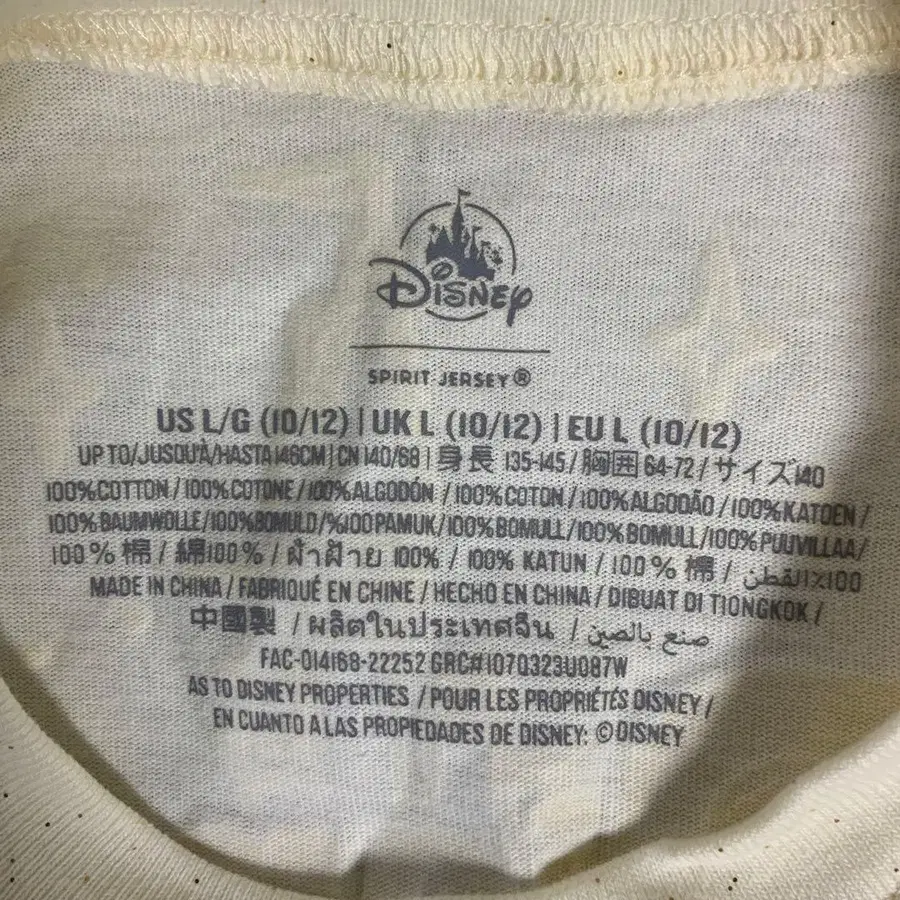 Disney
SPIRIT JERSEY®
US L/G (10/12) | UK L (10/12) | EU L (10/12)
UP TO/JUSQU'À/HASTA 146CM | CN 140/68 | 身長 135-145 / 胸囲 64-72 / サイズ 140
100% COTTON / 100% COTONE / 100% ALGODÓN / 100% COTON / 100% ALGODÃO / 100% KATOEN /
100% BAUMWOLLE / 100% BOMULD / %100 PAMUK / 100% BOMULL / 100% BOMULL / 100% PUUVILLAA /
100% 棉 / 綿100% / ผ้าฝ้าย 100% / 100% KATUN / 100% 棉 / 100٪ القطن
MADE IN CHINA / FABRIQUÉ EN CHINE / HECHO EN CHINA / DIBUAT DI TIONGKOK /
中國製 / ผลิตในประเทศจีน / صنع بالصين
FAC-014168-22252 GRC#1070323U087W
AS TO DISNEY PROPERTIES / POUR LES PROPRIÉTÉS DISNEY /
EN CUANTO A LAS PROPIEDADES DE DISNEY: © DISNEY